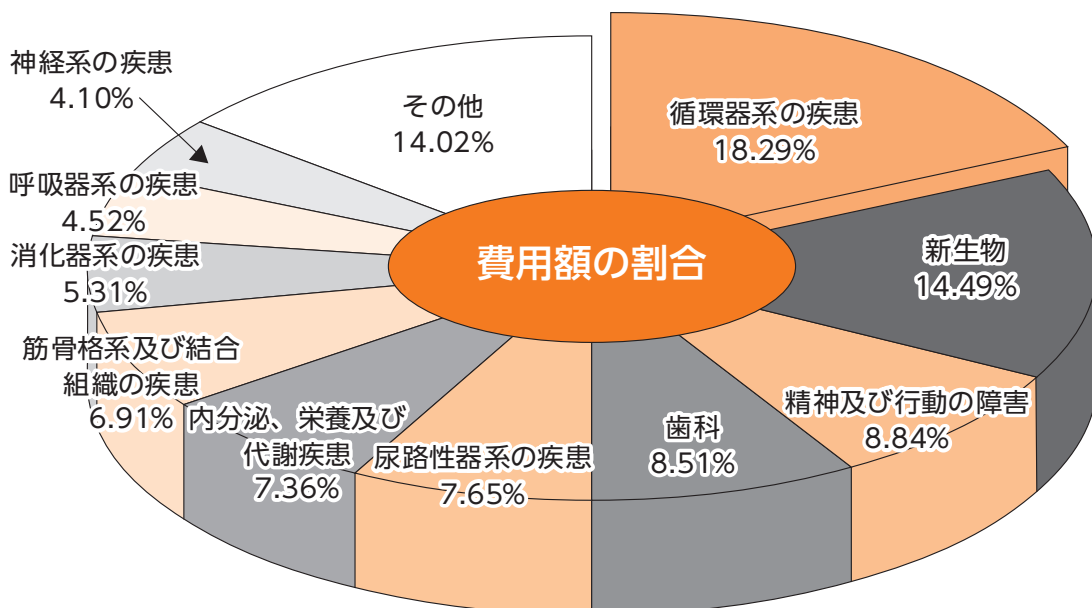 費用額の割合
循環器系の疾患
18.29%
新生物
14.49%
精神及び行動の障害
8.84%
歯科
8.51%
尿路性器系の疾患
7.65%
内分泌、栄養及び
代謝疾患
7.36%
筋骨格系及び結合
組織の疾患
6.91%
消化器系の疾患
5.31%
呼吸器系の疾患
4.52%
神経系の疾患
4.10%
その他
14.02%